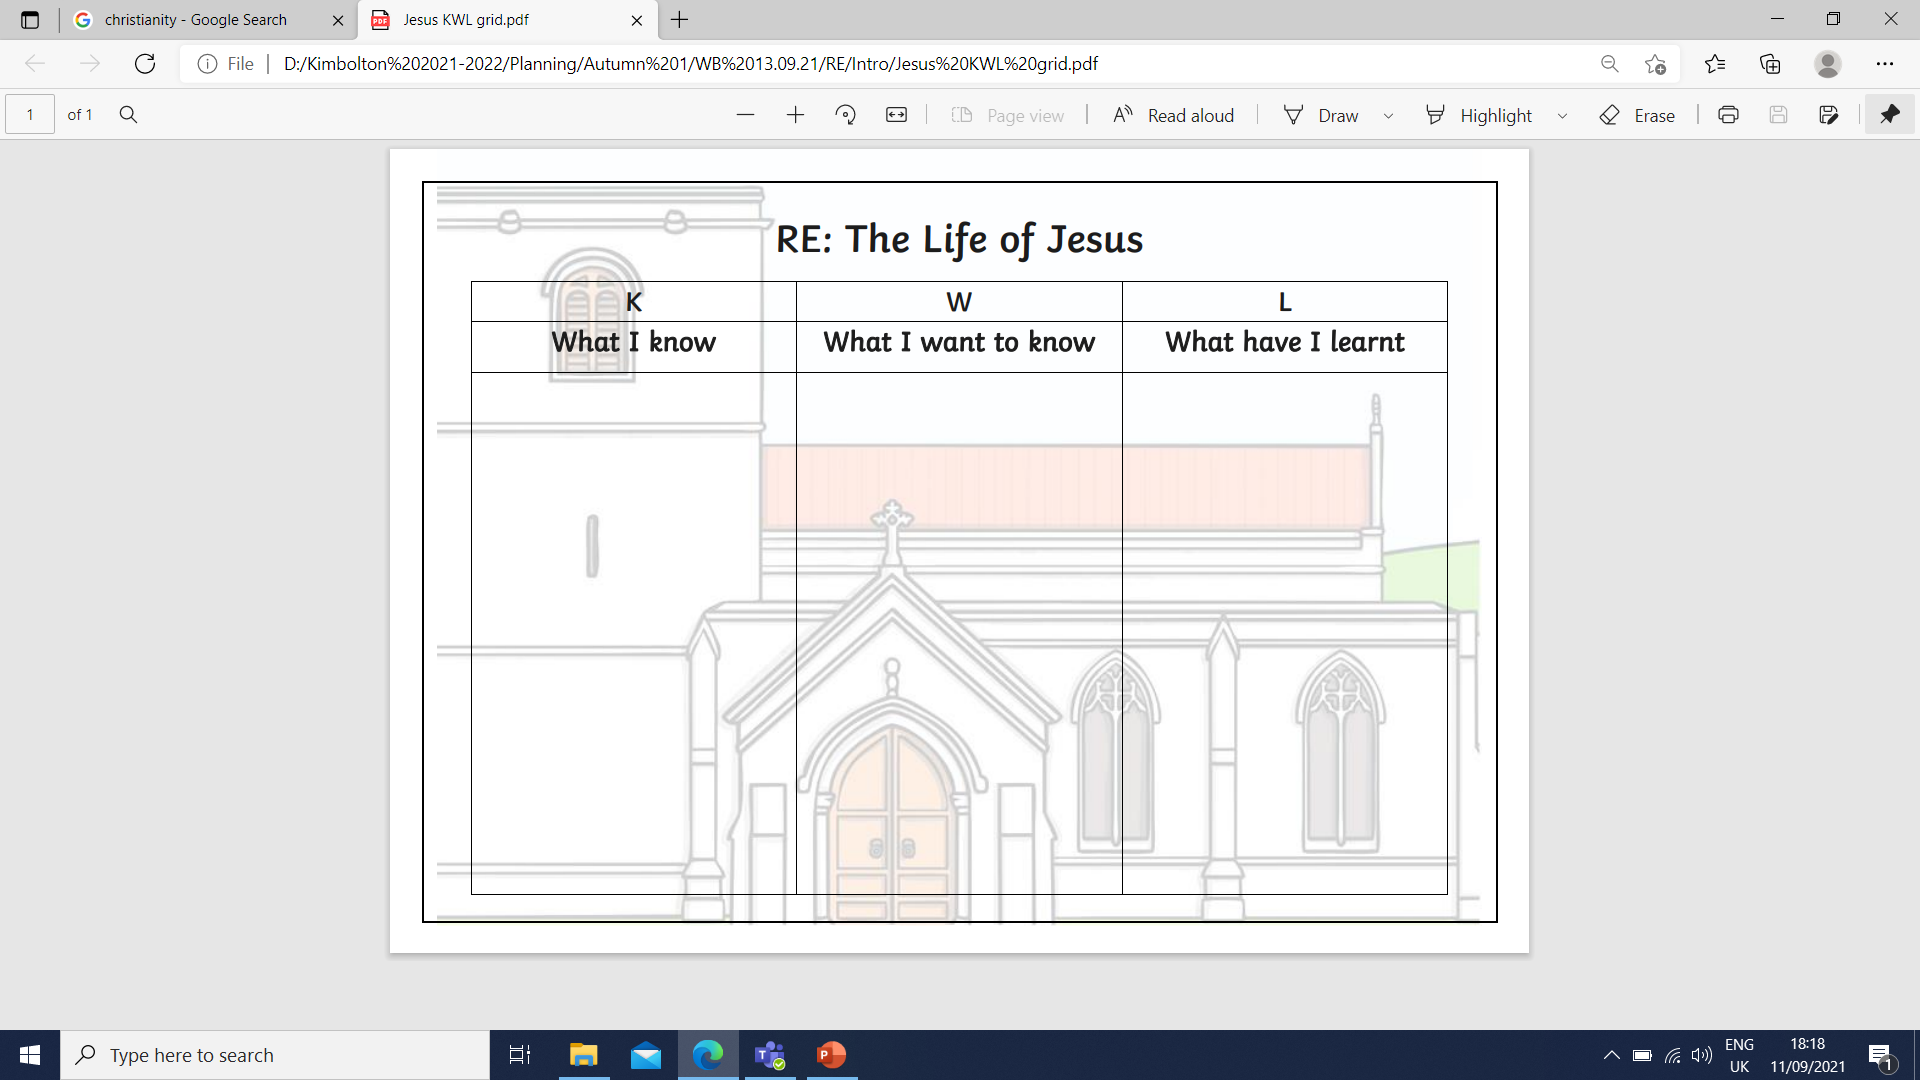 christianity - Google Search
Jesus KWL grid.pdf
File
D:/Kimbolton%202021-2022/Planning/Autumn%201/WB%2013.09.21/RE/Intro/Jesus%20KWL%20grid.pdf
1 of 1
Page view
Read aloud
Draw
Highlight
Erase
RE: The Life of Jesus
K W L
What I know What I want to know What have I learnt
Type here to search
ENG
UK
18:18
11/09/2021
1